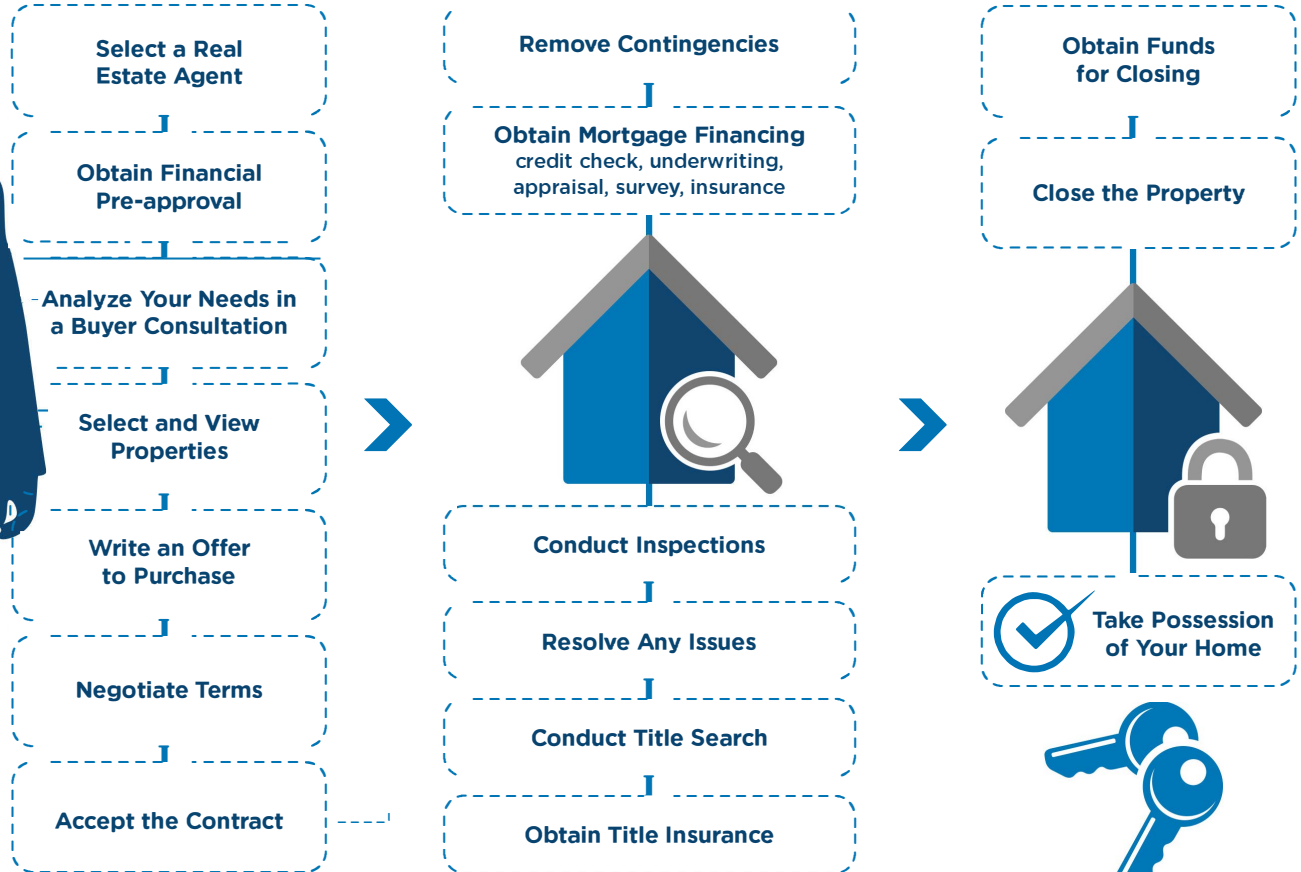 Select a Real
Estate Agent
Obtain Financial
Pre-approval
Analyze Your Needs in
a Buyer Consultation
Select and View
Properties
Write an Offer
to Purchase
Negotiate Terms
Accept the Contract
Remove Contingencies
Obtain Mortgage Financing
credit check, underwriting,
appraisal, survey, insurance
Conduct Inspections
Resolve Any Issues
Conduct Title Search
Obtain Title Insurance
Obtain Funds
for Closing
Close the Property
Take Possession
of Your Home